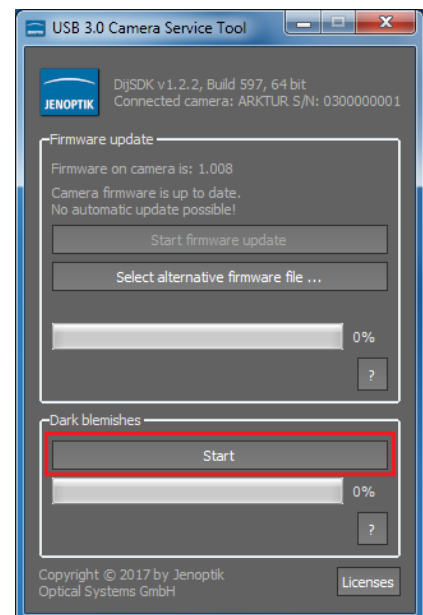 USB 3.0 Camera Service Tool
JENOPTIK
DijSDK v1.2.2, Build 597, 64 bit
Connected camera: ARKTUR S/N: 0300000001
Firmware update
Firmware on camera is: 1.008
Camera firmware is up to date.
No automatic update possible!
Start firmware update
Select alternative firmware file ...
0%
?
Dark blemishes
Start
0%
?
Copyright © 2017 by Jenoptik
Optical Systems GmbH
Licenses